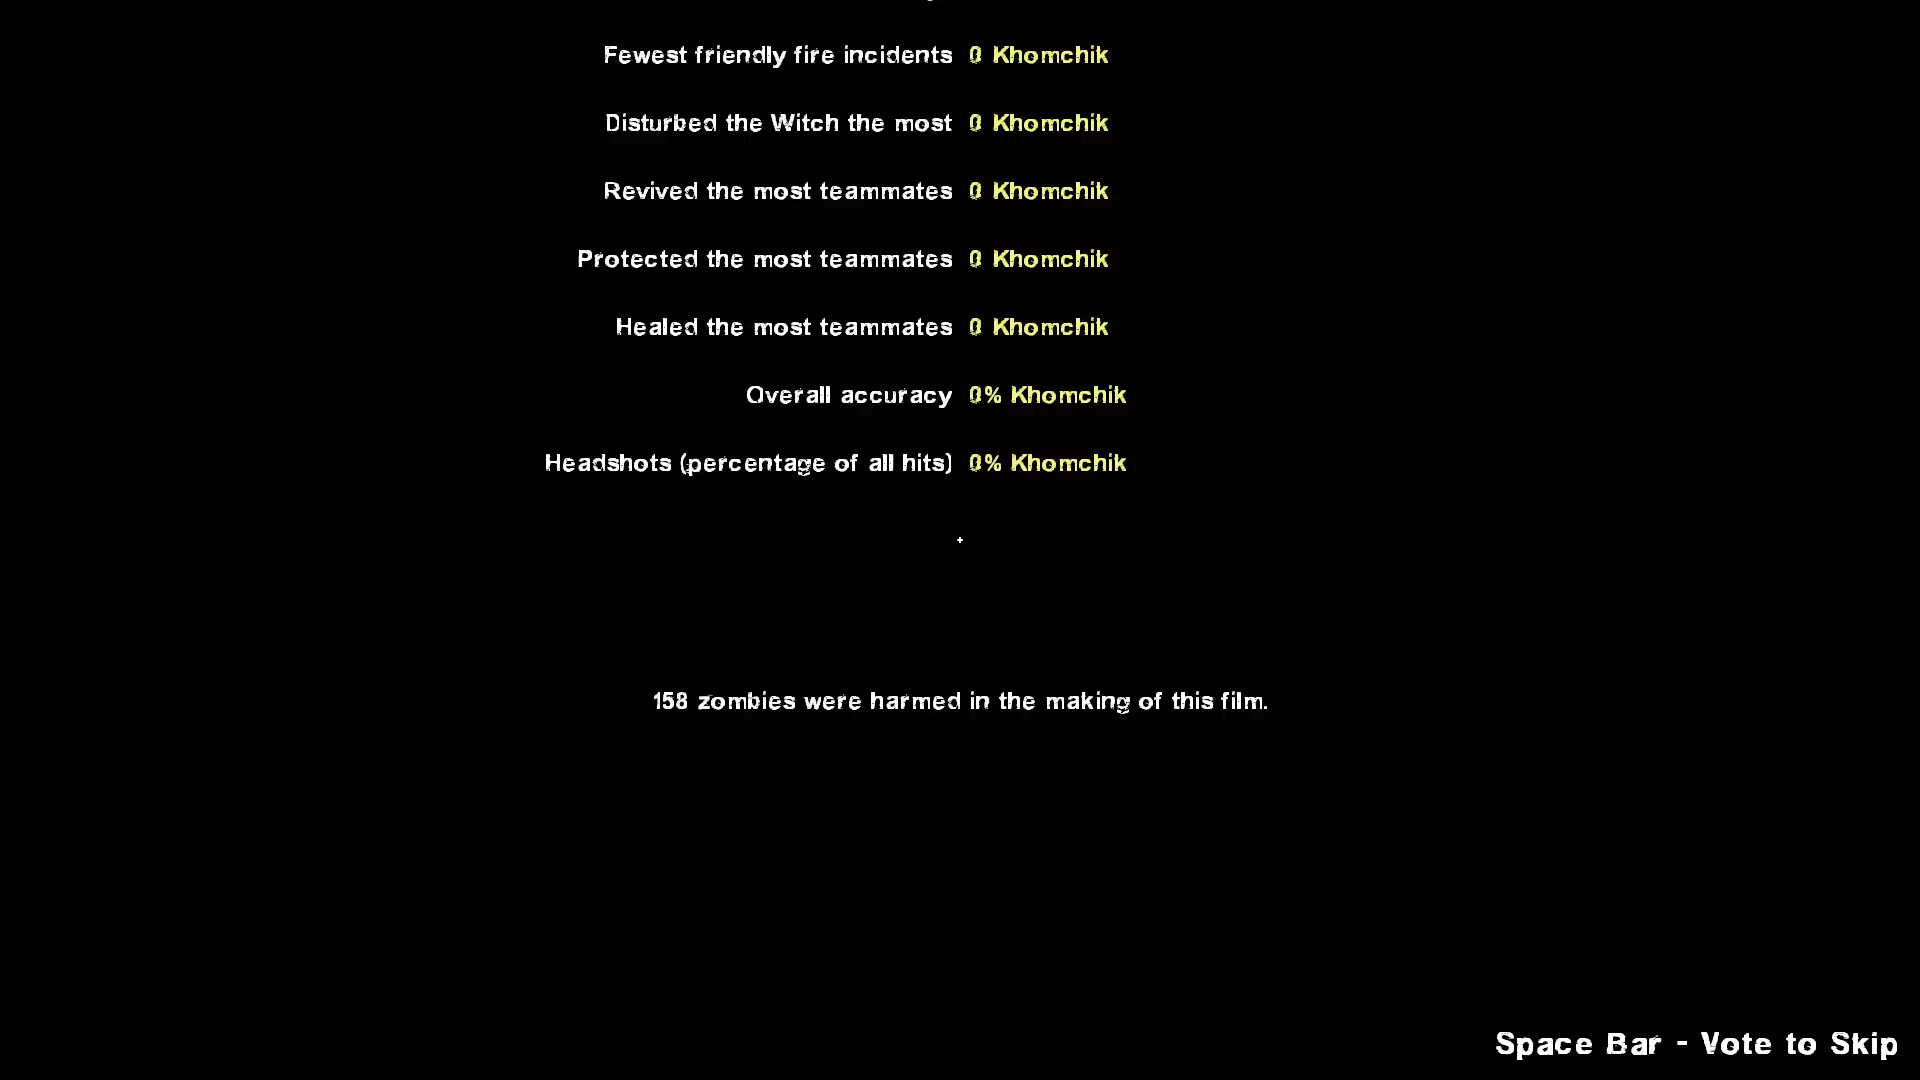 Fewest friendly fire incidents 0 Khomchik
Disturbed the Witch the most 0 Khomchik
Revived the most teammates 0 Khomchik
Protected the most teammates 0 Khomchik
Healed the most teammates 0 Khomchik
Overall accuracy 0% Khomchik
Headshots (percentage of all hits) 0% Khomchik
158 zombies were harmed in the making of this film.
Space Bar - Vote to Skip